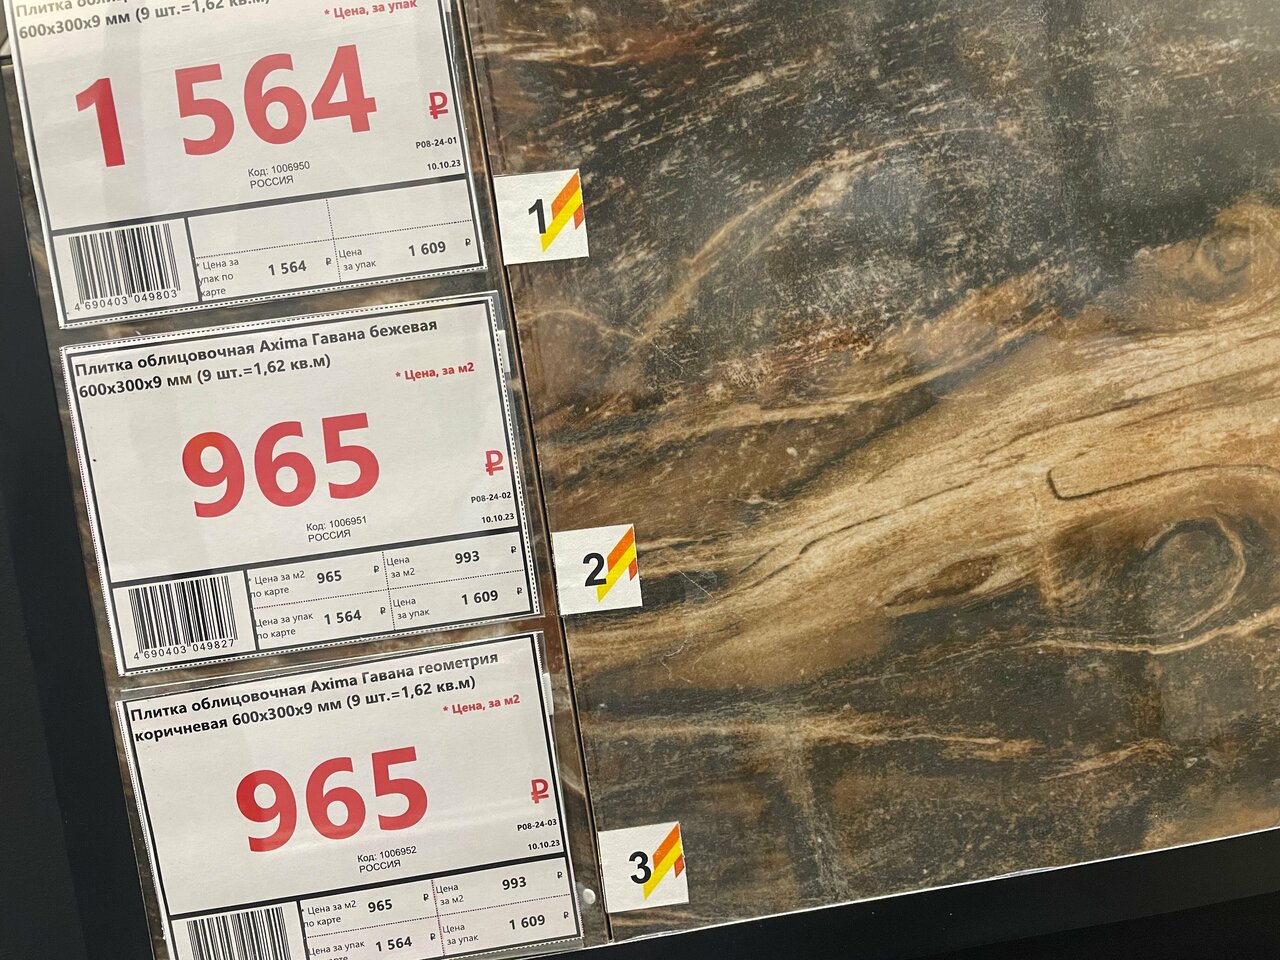 Плитка
600x300x9 мм (9 шт.=1,62 кв.м)
* Цена, за упак
1 564 ₽
P08-24-01
Код: 1006950
10.10.23
РОССИЯ
4 690403 049803
* Цена за упак по карте 1 564 ₽
Цена за упак 1 609 ₽
1
Плитка облицовочная Axima Гавана бежевая
600x300x9 мм (9 шт.=1,62 кв.м)
* Цена, за м2
965 ₽
P08-24-02
Код: 1006951
10.10.23
РОССИЯ
4 690403 049827
* Цена за м2 по карте 965 ₽
Цена за м2 993 ₽
Цена за упак по карте 1 564 ₽
Цена за упак 1 609 ₽
2
Плитка облицовочная Axima Гавана геометрия
коричневая 600x300x9 мм (9 шт.=1,62 кв.м)
* Цена, за м2
965 ₽
P08-24-03
Код: 1006952
10.10.23
РОССИЯ
* Цена за м2 по карте 965 ₽
Цена за м2 993 ₽
Цена за упак 1 564 ₽
Цена за упак 1 609 ₽
3